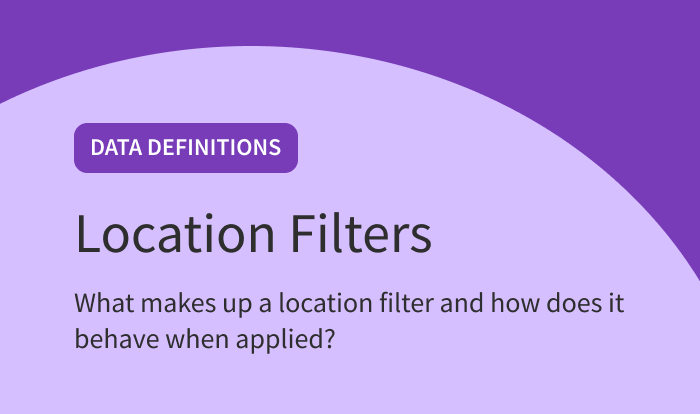 DATA DEFINITIONS
Location Filters
What makes up a location filter and how does it
behave when applied?